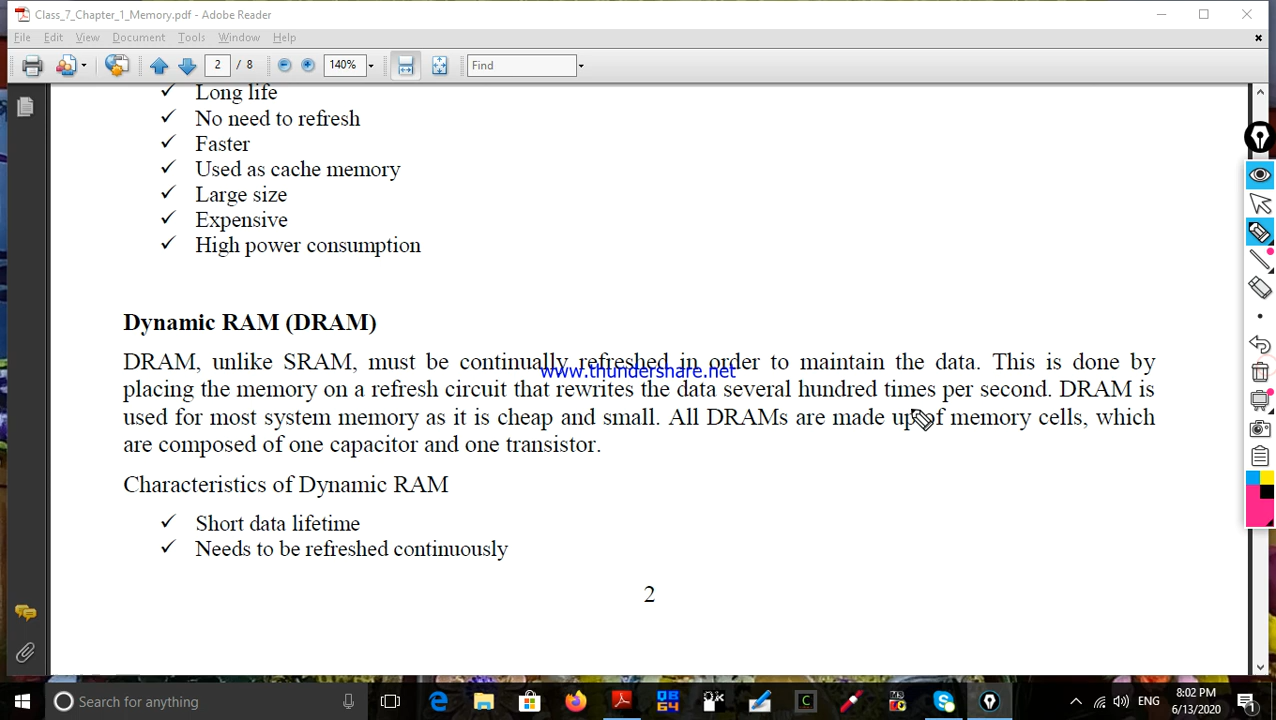 Class_7_Chapter_1_Memory.pdf - Adobe Reader
File Edit View Document Tools Window Help
2 / 8 140% Find
✓ Long life
✓ No need to refresh
✓ Faster
✓ Used as cache memory
✓ Large size
✓ Expensive
✓ High power consumption
Dynamic RAM (DRAM)
DRAM, unlike SRAM, must be continually refreshed in order to maintain the data. This is done by
www.thundershare.net
placing the memory on a refresh circuit that rewrites the data several hundred times per second. DRAM is
used for most system memory as it is cheap and small. All DRAMs are made up of memory cells, which
are composed of one capacitor and one transistor.
Characteristics of Dynamic RAM
✓ Short data lifetime
✓ Needs to be refreshed continuously
2
Search for anything
ENG
8:02 PM
6/13/2020